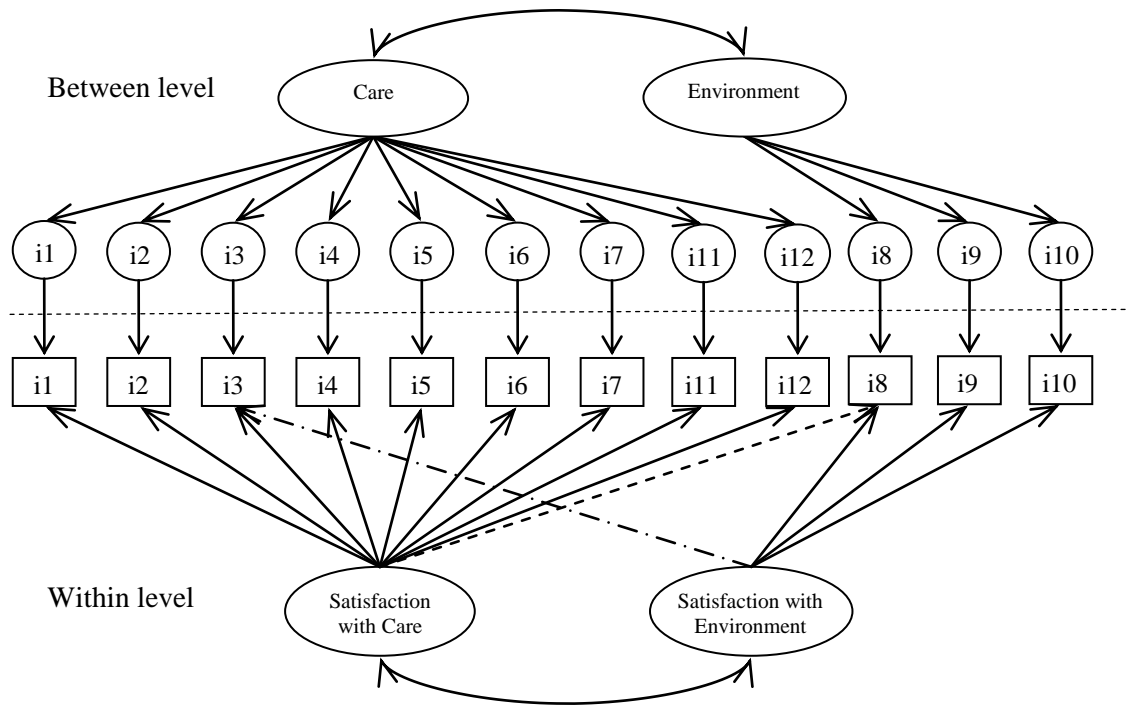 Between level
Care
Environment
i1 i2 i3 i4 i5 i6 i7 i11 i12 i8 i9 i10
i1 i2 i3 i4 i5 i6 i7 i11 i12 i8 i9 i10
Within level
Satisfaction
with Care
Satisfaction with
Environment